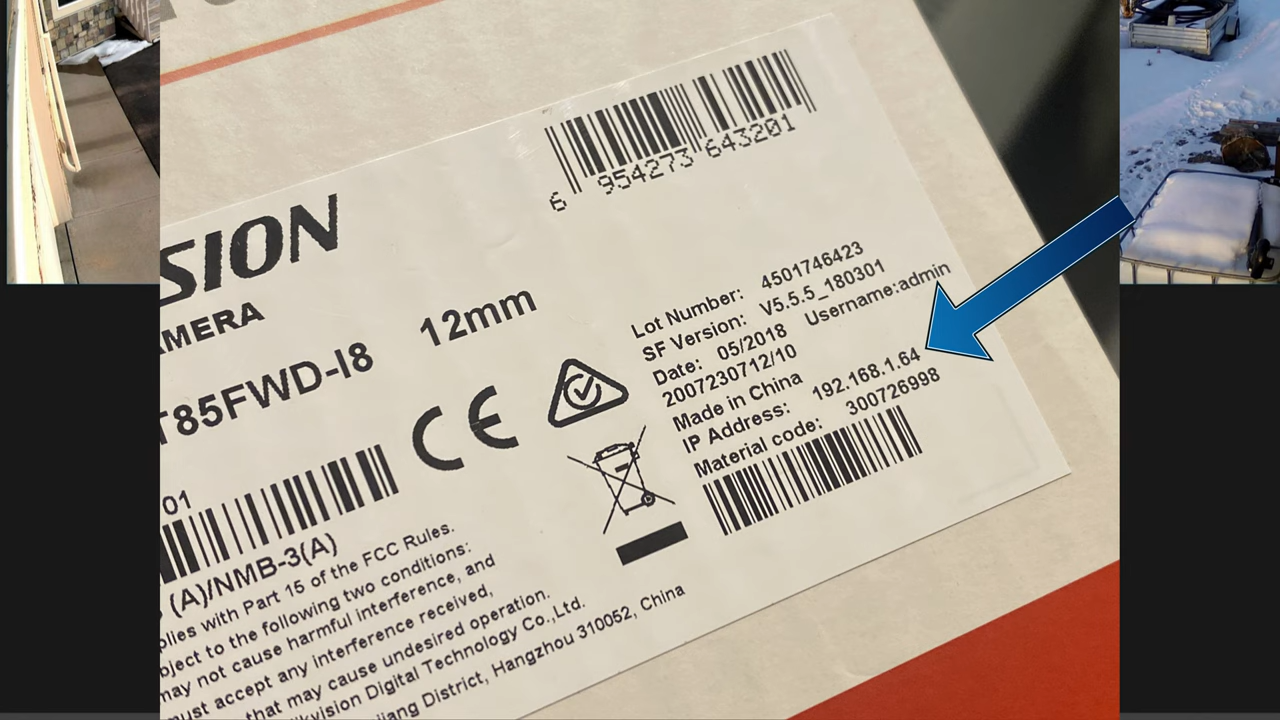 6 954273 643201
SION
AMERA
T85FWD-I8 12mm
Lot Number: 4501746423
SF Version: V5.5.5_180301
Date: 05/2018 Username:admin
2007230712/10
Made in China
IP Address: 192.168.1.64
Material code: 300726998
CE
01
(A)/NMB-3(A)
plies with Part 15 of the FCC Rules.
bject to the following two conditions:
may not cause harmful interference, and
must accept any interference received,
that may cause undesired operation.
ikvision Digital Technology Co.,Ltd.
jiang District, Hangzhou 310052, China